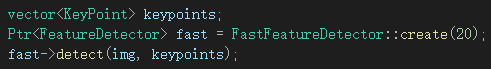 vector<KeyPoint> keypoints;
Ptr<FeatureDetector> fast = FastFeatureDetector::create(20);
fast->detect(img, keypoints);